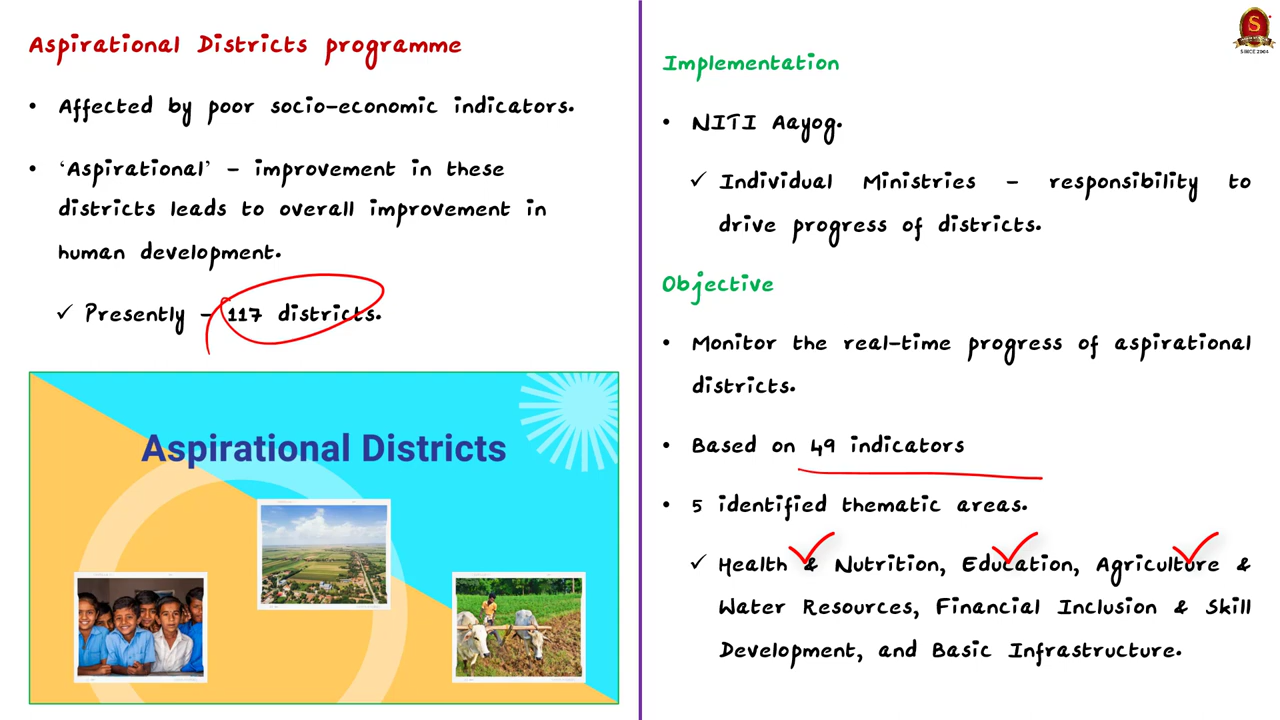 Aspirational Districts programme
• Affected by poor socio-economic indicators.
• ‘Aspirational’ – improvement in these
districts leads to overall improvement in
human development.
✓ Presently – 117 districts.
Aspirational Districts
Implementation
• NITI Aayog.
✓ Individual Ministries – responsibility to
drive progress of districts.
Objective
• Monitor the real-time progress of aspirational
districts.
• Based on 49 indicators
• 5 identified thematic areas.
✓ Health & Nutrition, Education, Agriculture &
Water Resources, Financial Inclusion & Skill
Development, and Basic Infrastructure.
S
SINCE 2004